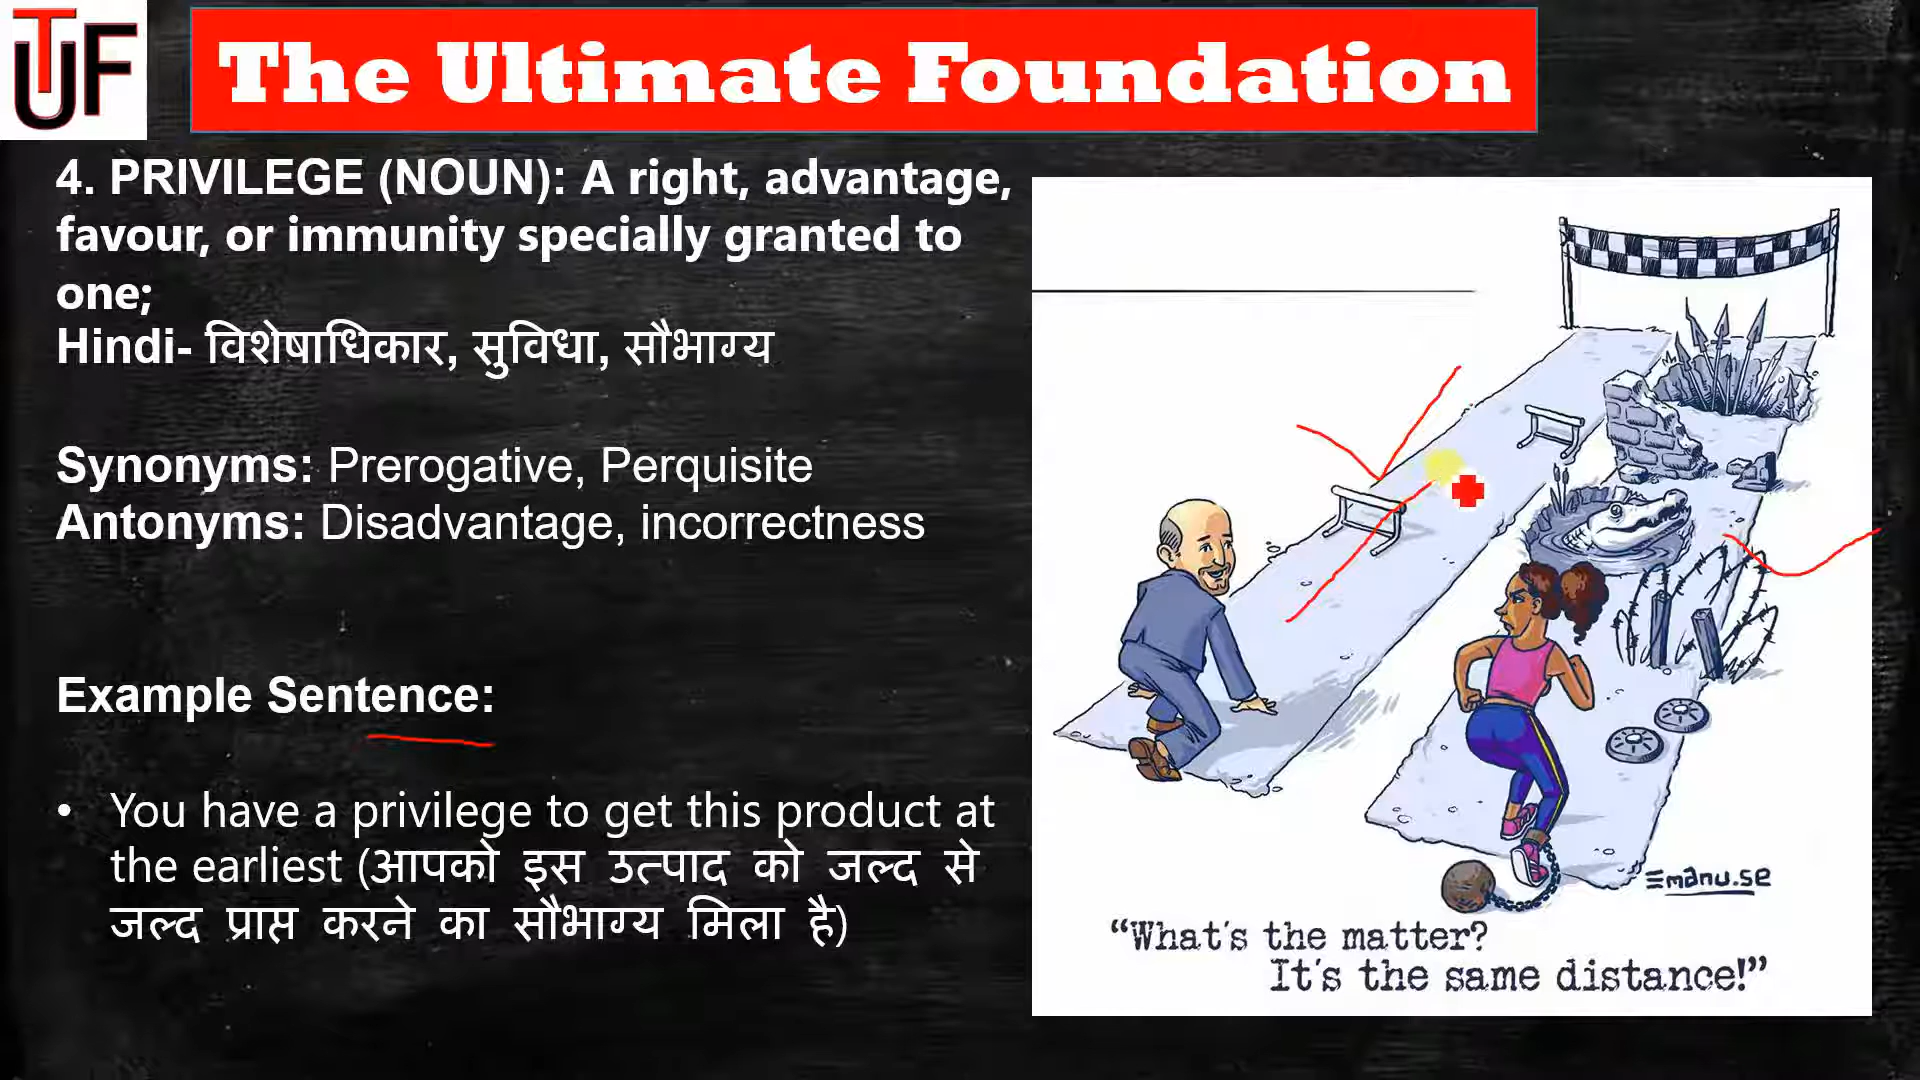 TUF
The Ultimate Foundation
4. PRIVILEGE (NOUN): A right, advantage,
favour, or immunity specially granted to
one;
Hindi- विशेषाधिकार, सुविधा, सौभाग्य
Synonyms: Prerogative, Perquisite
Antonyms: Disadvantage, incorrectness
Example Sentence:
• You have a privilege to get this product at
the earliest (आपको इस उत्पाद को जल्द से
जल्द प्राप्त करने का सौभाग्य मिला है)
Emanu.se
“What's the matter?
It's the same distance!”